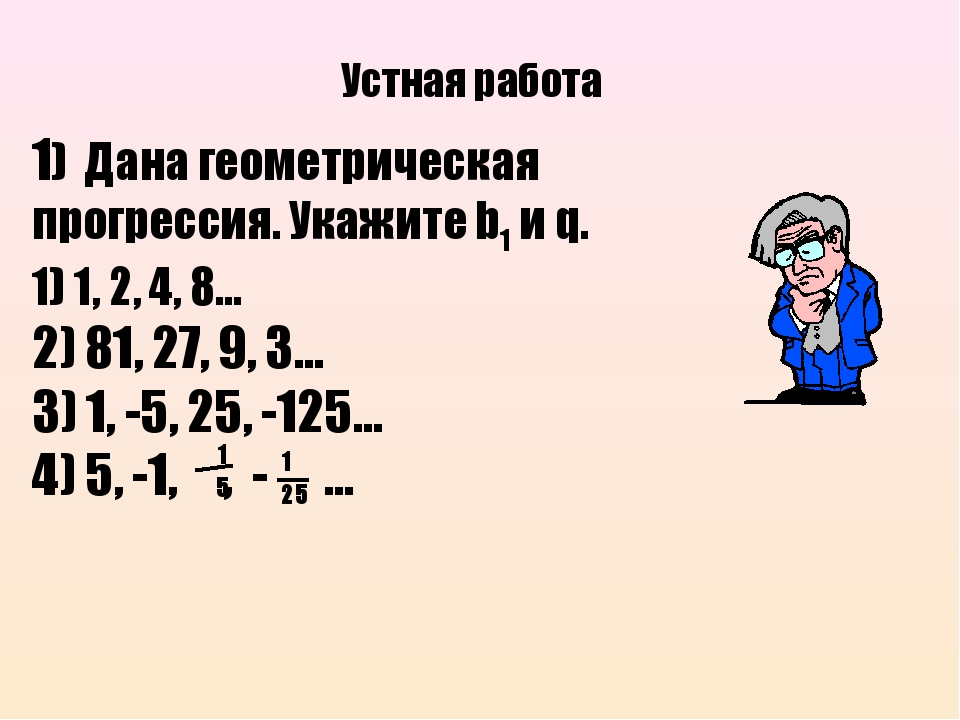 Устная работа
1) Дана геометрическая
прогрессия. Укажите b₁ и q.
1) 1, 2, 4, 8...
2) 81, 27, 9, 3...
3) 1, -5, 25, -125...
4) 5, -1, 1/5, - 1/25 ...